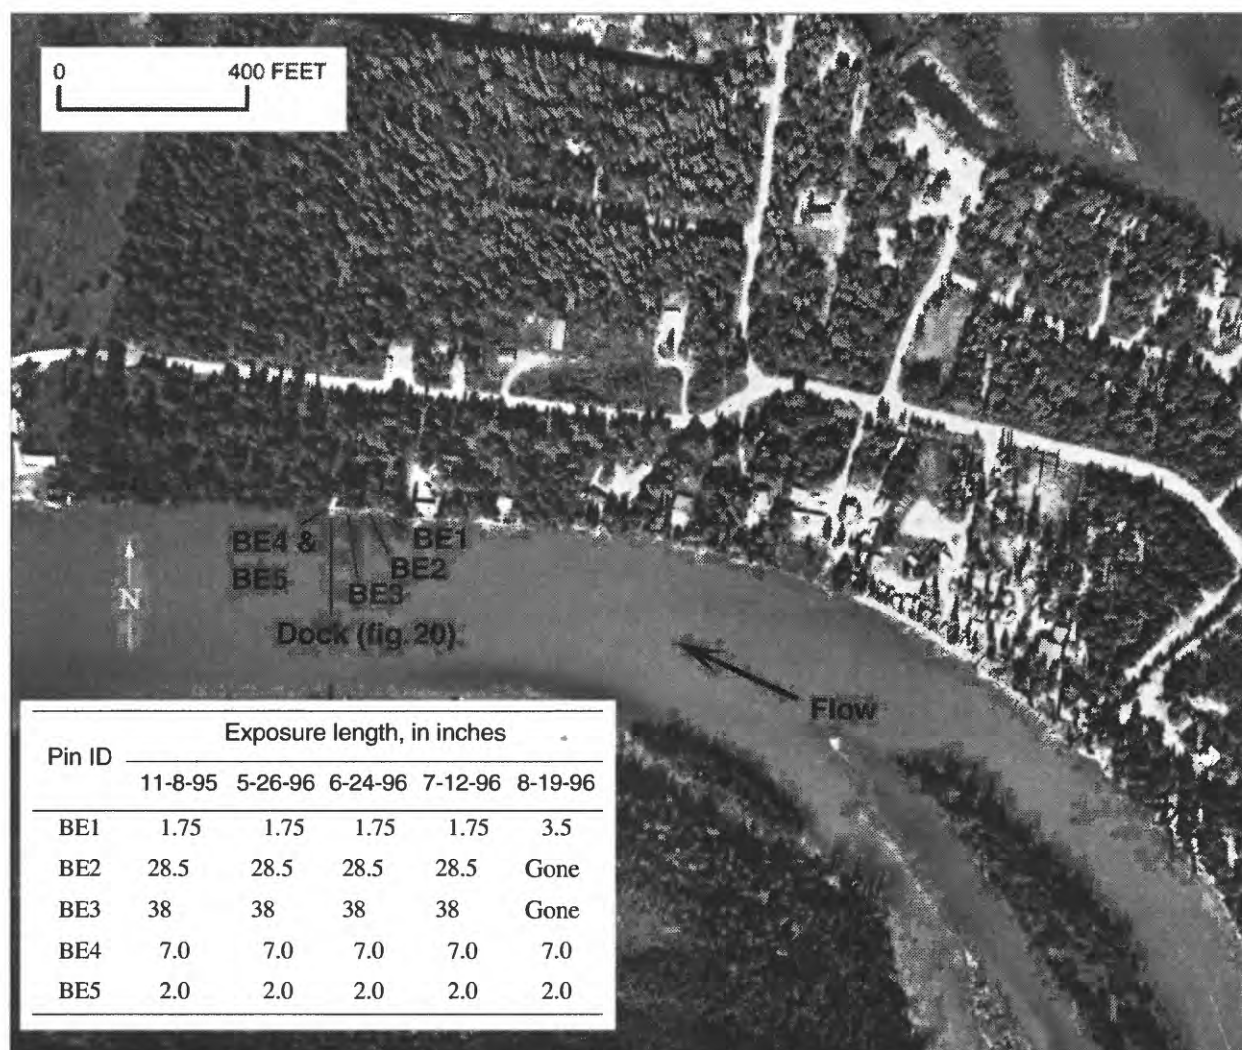 0 400 FEET
BE4 & BE1
BE5 BE2
BE3
N
Dock (fig. 20)
Flow
Exposure length, in inches
Pin ID
11-8-95 5-26-96 6-24-96 7-12-96 8-19-96
BE1 1.75 1.75 1.75 1.75 3.5
BE2 28.5 28.5 28.5 28.5 Gone
BE3 38 38 38 38 Gone
BE4 7.0 7.0 7.0 7.0 7.0
BE5 2.0 2.0 2.0 2.0 2.0